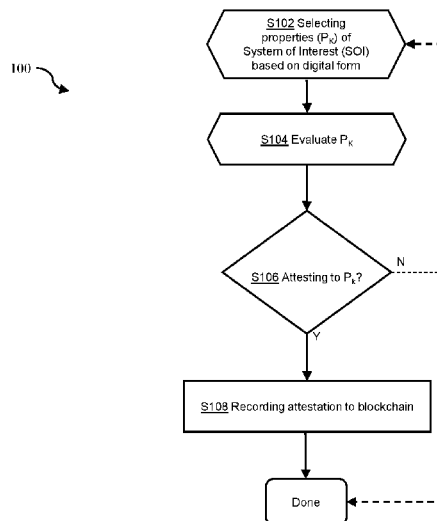 S102 Selecting
properties (PK) of
System of Interest (SOI)
based on digital form
100
S104 Evaluate PK
S106 Attesting to Pk?
N
Y
S108 Recording attestation to blockchain
Done